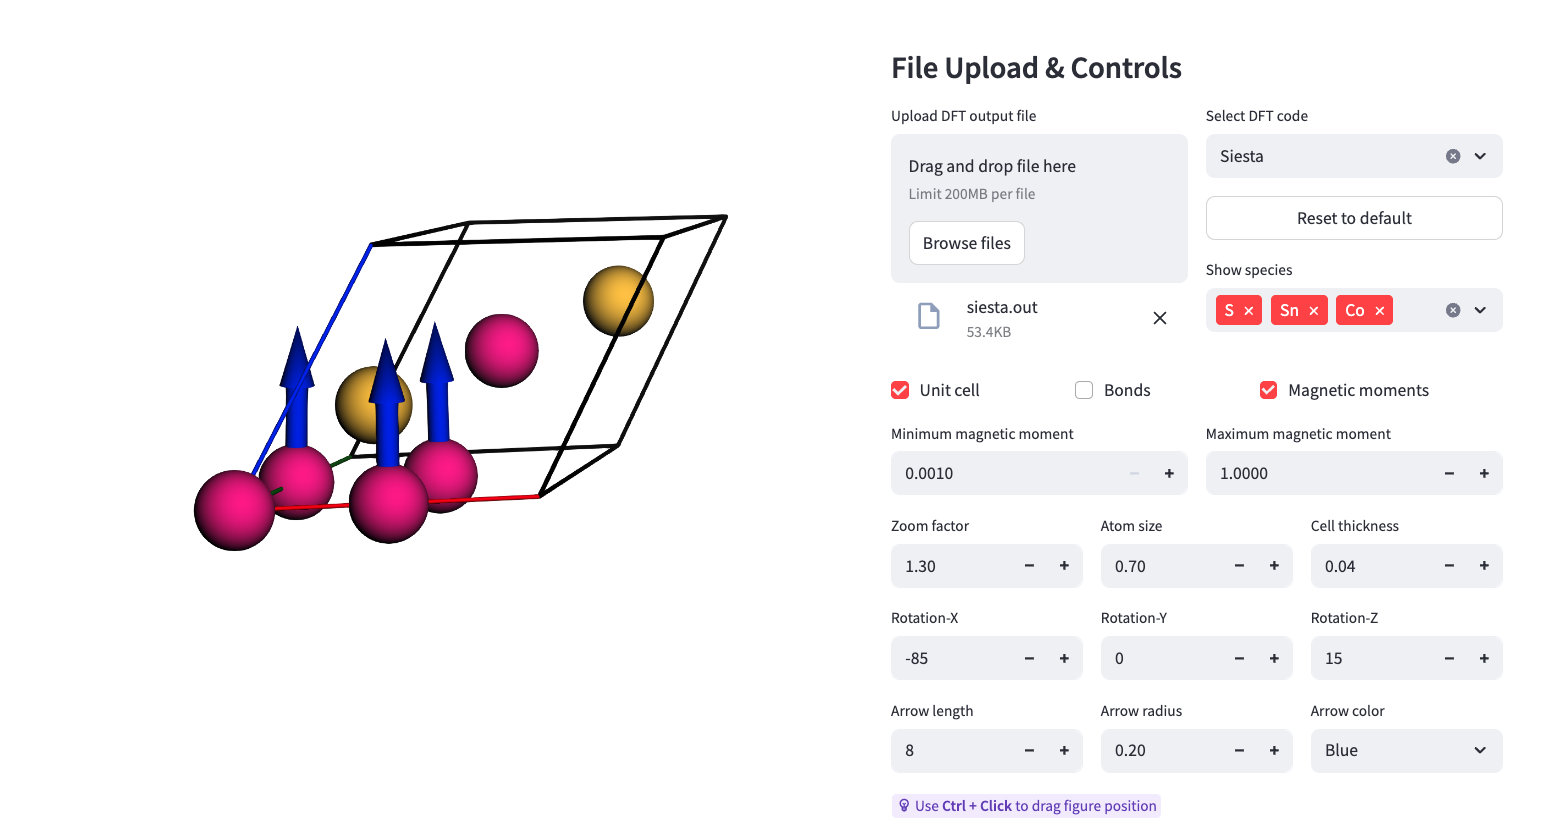 File Upload & Controls
Upload DFT output file
Select DFT code
Drag and drop file here
Limit 200MB per file
Browse files
Siesta
Reset to default
siesta.out
53.4KB
Show species
S × Sn × Co ×
Unit cell
Bonds
Magnetic moments
Minimum magnetic moment
Maximum magnetic moment
0.0010 − +
1.0000 − +
Zoom factor
Atom size
Cell thickness
1.30 − +
0.70 − +
0.04 − +
Rotation-X
Rotation-Y
Rotation-Z
-85 − +
0 − +
15 − +
Arrow length
Arrow radius
Arrow color
8 − +
0.20 − +
Blue
Use Ctrl + Click to drag figure position